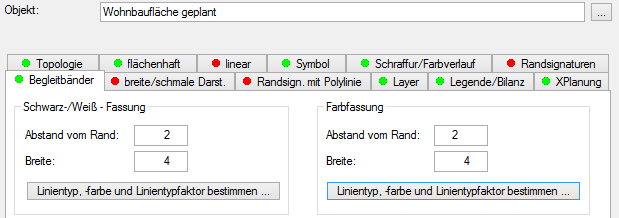 Objekt: Wohnbaufläche geplant ...
Topologie flächenhaft linear Symbol Schraffur/Farbverlauf Randsignaturen
Begleitbänder breite/schmale Darst. Randsign. mit Polylinie Layer Legende/Bilanz XPlanung
Schwarz-/Weiß - Fassung
Abstand vom Rand: 2
Breite: 4
Linientyp, -farbe und Linientypfaktor bestimmen ...
Farbfassung
Abstand vom Rand: 2
Breite: 4
Linientyp, -farbe und Linientypfaktor bestimmen ...